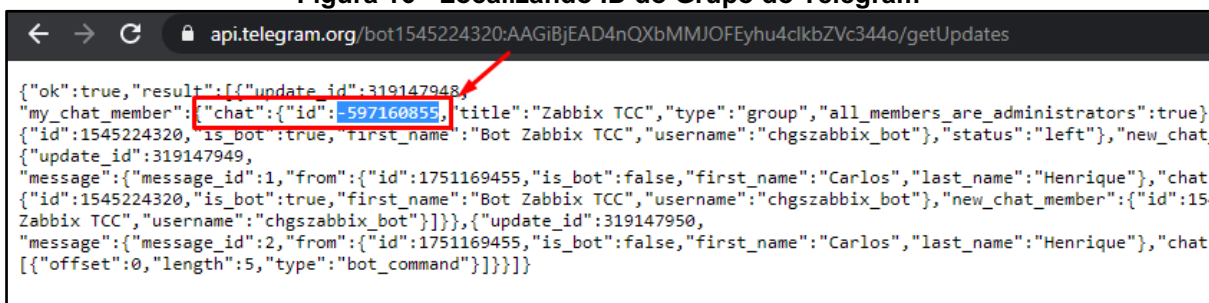 Figura 16 - Localizando ID do Grupo do Telegram
api.telegram.org/bot1545224320:AAGiBjEAD4nQXbMMJOFEyhu4clkbZVc344o/getUpdates
{"ok":true,"result":[{"update_id":319147948,
"my_chat_member":{"chat":{"id":-597160855,"title":"Zabbix TCC","type":"group","all_members_are_administrators":true}
{"id":1545224320,"is_bot":true,"first_name":"Bot Zabbix TCC","username":"chgszabbix_bot"},"status":"left"},"new_chat_
{"update_id":319147949,
"message":{"message_id":1,"from":{"id":1751169455,"is_bot":false,"first_name":"Carlos","last_name":"Henrique"},"chat
{"id":1545224320,"is_bot":true,"first_name":"Bot Zabbix TCC","username":"chgszabbix_bot"},"new_chat_member":{"id":15
Zabbix TCC","username":"chgszabbix_bot"}]}},{"update_id":319147950,
"message":{"message_id":2,"from":{"id":1751169455,"is_bot":false,"first_name":"Carlos","last_name":"Henrique"},"chat
[{"offset":0,"length":5,"type":"bot_command"}]}}]}